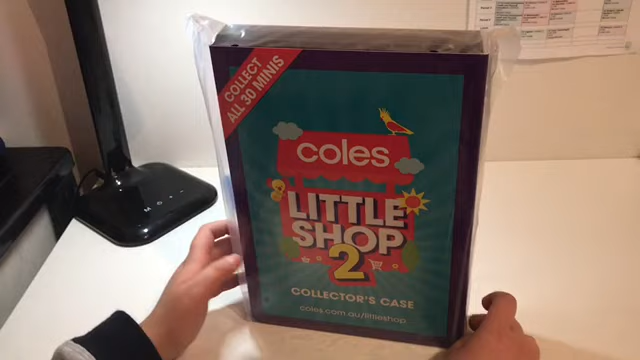 COLLECT
ALL 30 MINIS
coles
LITTLE
SHOP
2
COLLECTOR'S CASE
coles.com.au/littleshop